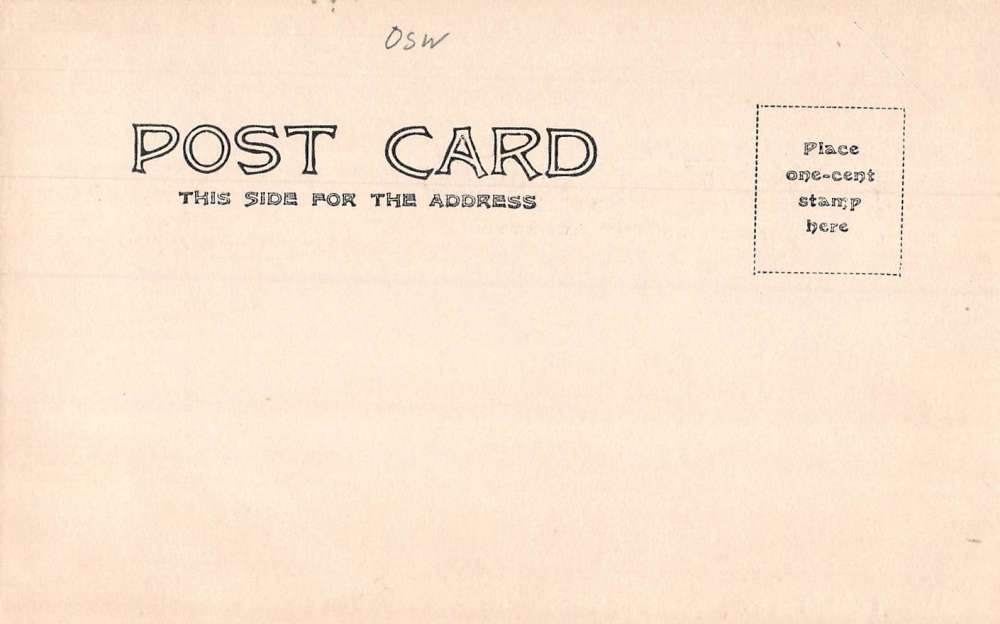 Osw
POST CARD
THIS SIDE FOR THE ADDRESS
Place
one-cent
stamp
here